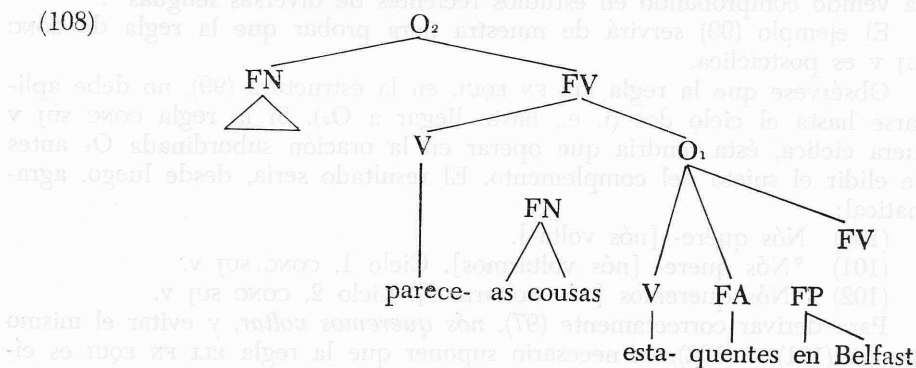 (108)
O₂
FN FV
V O₁
FN FV
parece- as cousas V FA FP
esta- quentes en Belfast